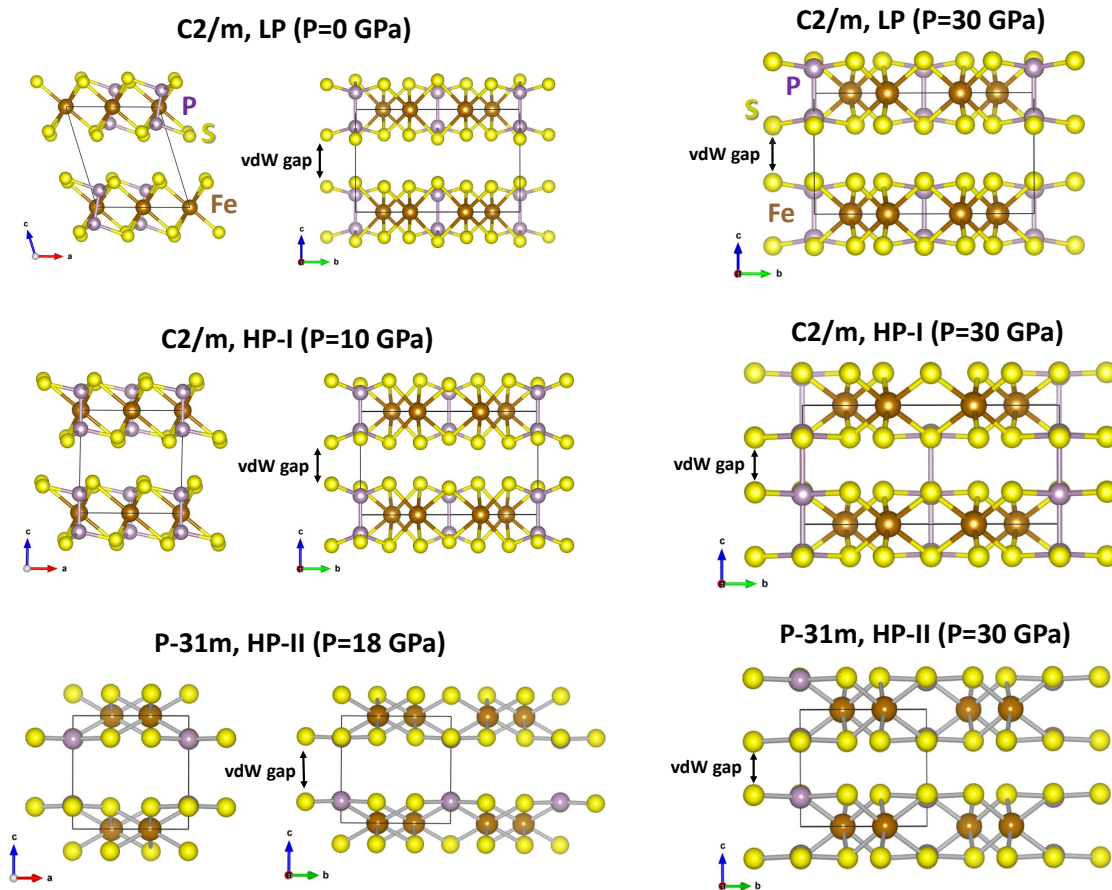 C2/m, LP (P=0 GPa)
P
S
vdW gap
Fe
c
a
c
a
b
C2/m, LP (P=30 GPa)
P
S
vdW gap
Fe
c
a
b
C2/m, HP-I (P=10 GPa)
vdW gap
c
a
c
a
b
C2/m, HP-I (P=30 GPa)
vdW gap
c
a
b
P-31m, HP-II (P=18 GPa)
vdW gap
c
a
c
a
b
P-31m, HP-II (P=30 GPa)
vdW gap
c
a
b